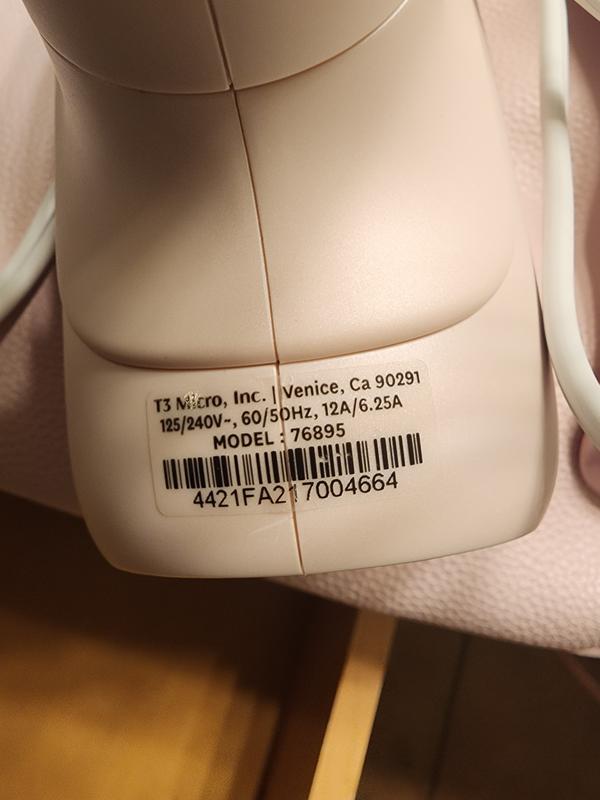 T3 Micro, Inc. | Venice, Ca 90291
125/240V~, 60/50Hz, 12A/6.25A
MODEL : 76895
4421FA217004664